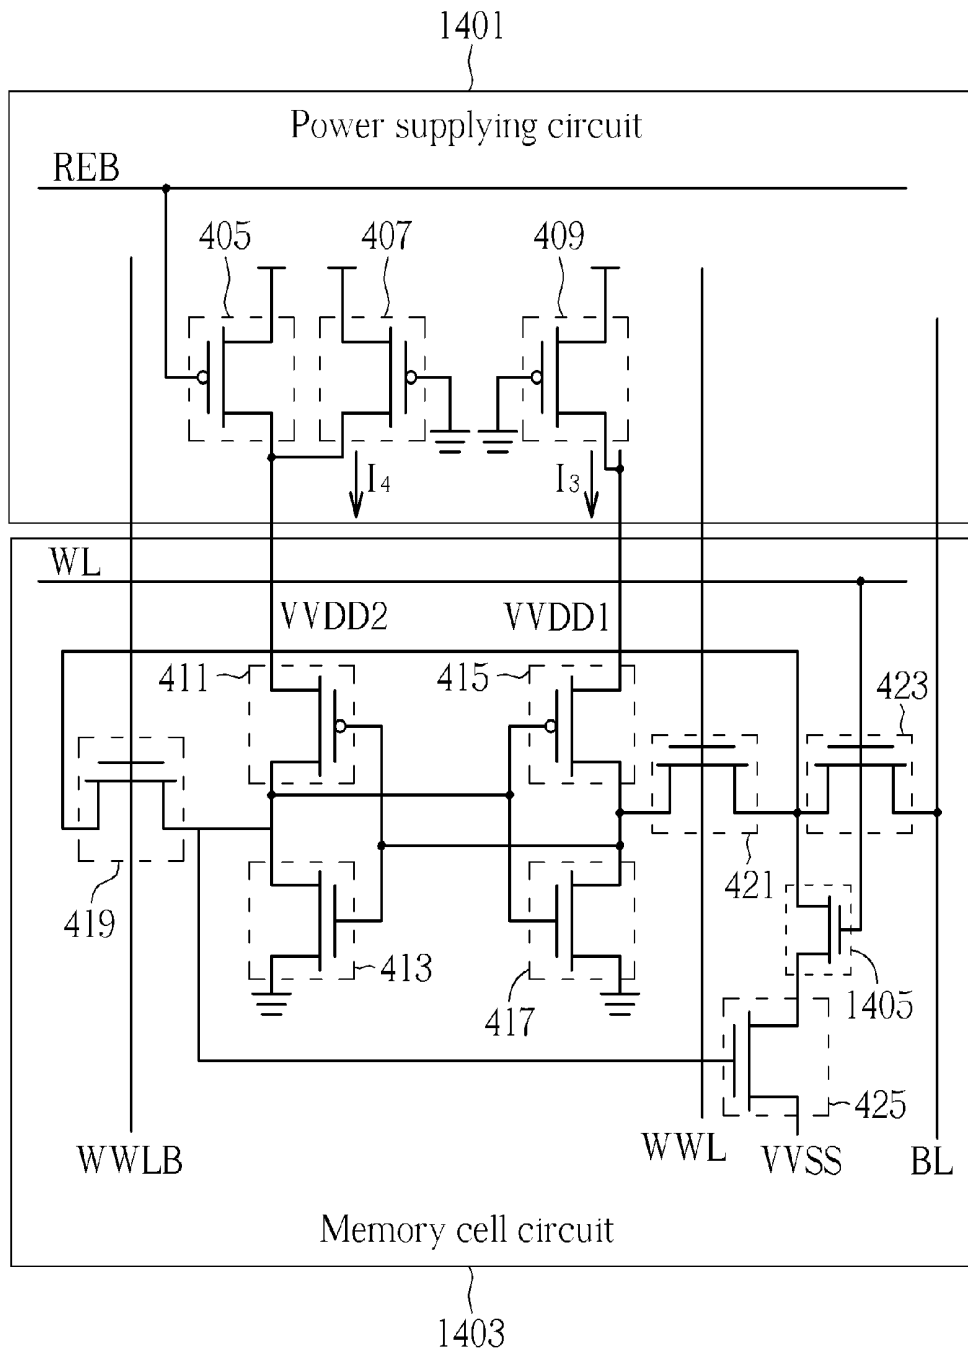 1401
Power supplying circuit
REB
405
407
409
I4
I3
WL
VVDD2
VVDD1
411
415
423
419
421
413
417
1405
425
WWLB
WWL
VVSS
BL
Memory cell circuit
1403